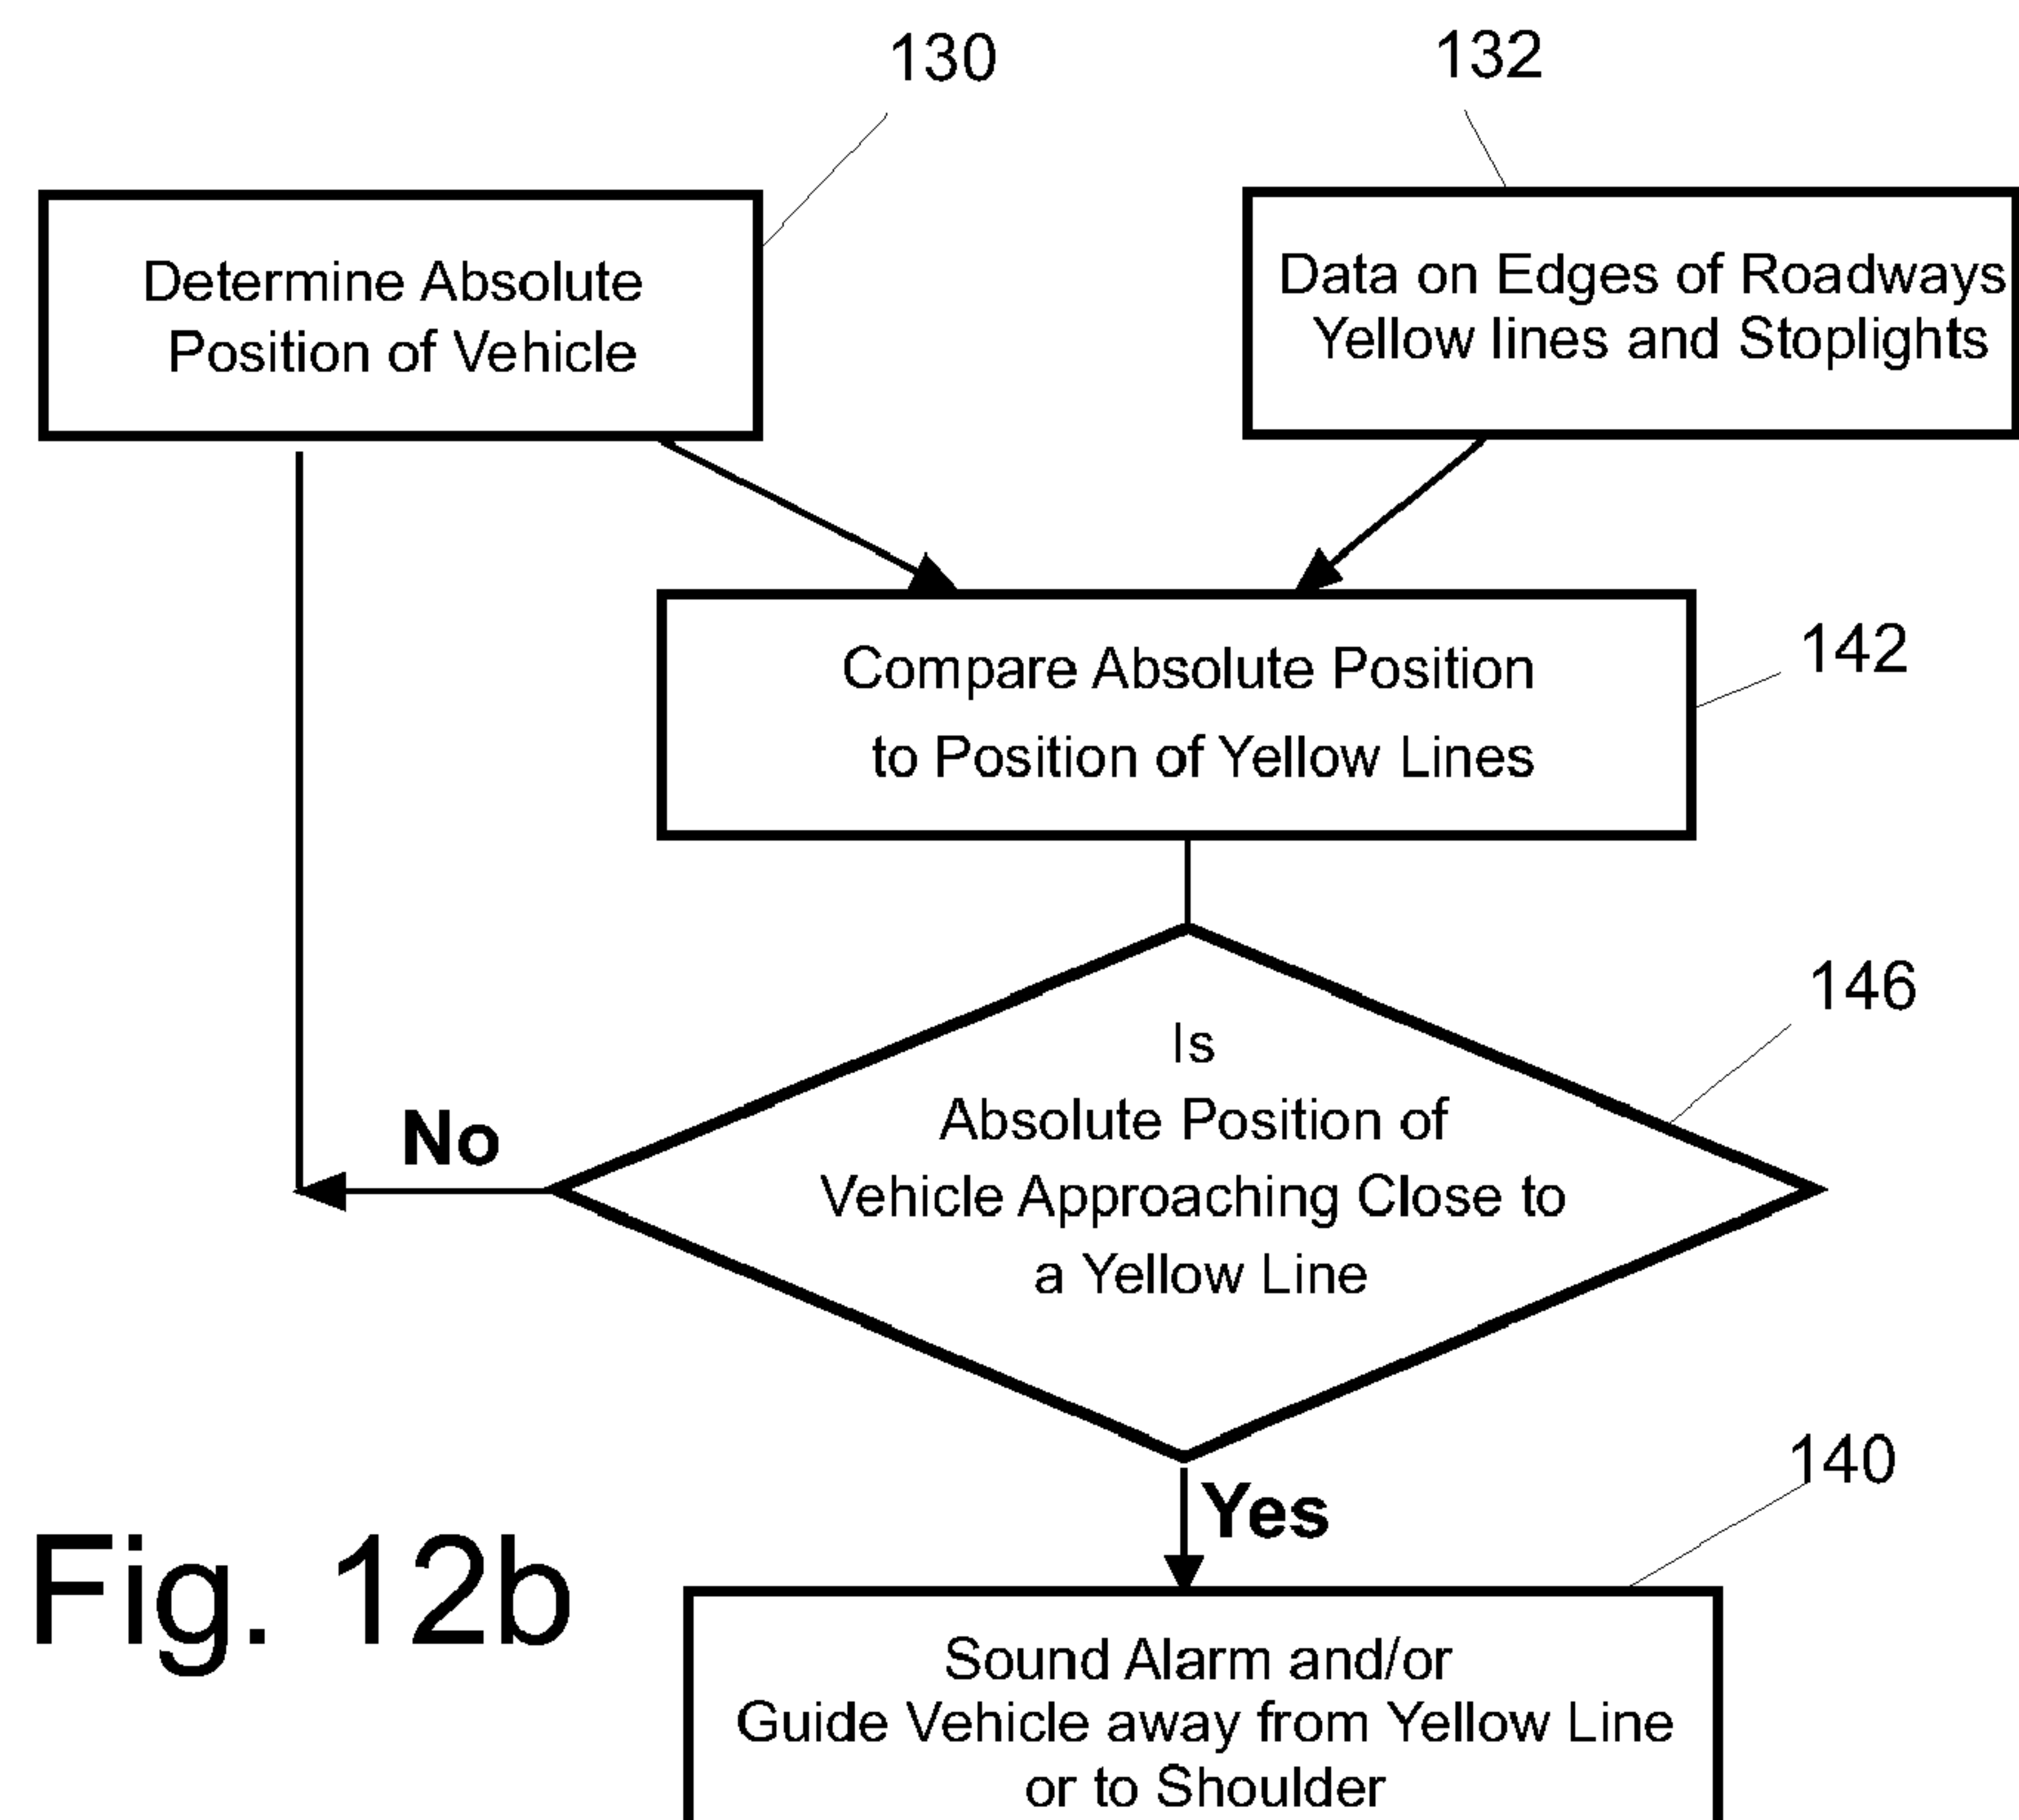 130
132
Determine Absolute
Position of Vehicle
Data on Edges of Roadways
Yellow lines and Stoplights
Compare Absolute Position
to Position of Yellow Lines
142
Is
Absolute Position of
Vehicle Approaching Close to
a Yellow Line
146
No
Yes
140
Sound Alarm and/or
Guide Vehicle away from Yellow Line
or to Shoulder
Fig. 12b